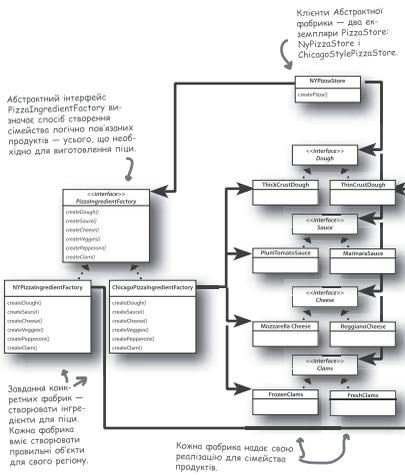 Клієнти Абстрактної
фабрики — два ек-
земпляри PizzaStore:
NyPizzaStore і
ChicagoStylePizzaStore.
NYPizzaStore
createPizza()
Абстрактний інтерфейс
PizzaIngredientFactory ви-
значає спосіб створення
сімейства логічно пов'язаних
продуктів — усього, що необ-
хідно для виготовлення піци.
<<interface>>
PizzaIngredientFactory
createDough()
createSauce()
createCheese()
createVeggies()
createPepperoni()
createClam()
NYPizzaIngredientFactory
createDough()
createSauce()
createCheese()
createVeggies()
createPepperoni()
createClam()
ChicagoPizzaIngredientFactory
createDough()
createSauce()
createCheese()
createVeggies()
createPepperoni()
createClam()
<<interface>>
Dough
ThickCrustDough
ThinCrustDough
<<interface>>
Sauce
PlumTomatoSauce
MarinaraSauce
<<interface>>
Cheese
Mozzarella Cheese
ReggianoCheese
<<interface>>
Clams
FrozenClams
FreshClams
Завдання конк-
ретних фабрик —
створювати інгре-
дієнти для піци.
Кожна фабрика
вміє створювати
правильні об'єкти
для свого регіону.
Кожна фабрика надає свою
реалізацію для сімейства
продуктів.